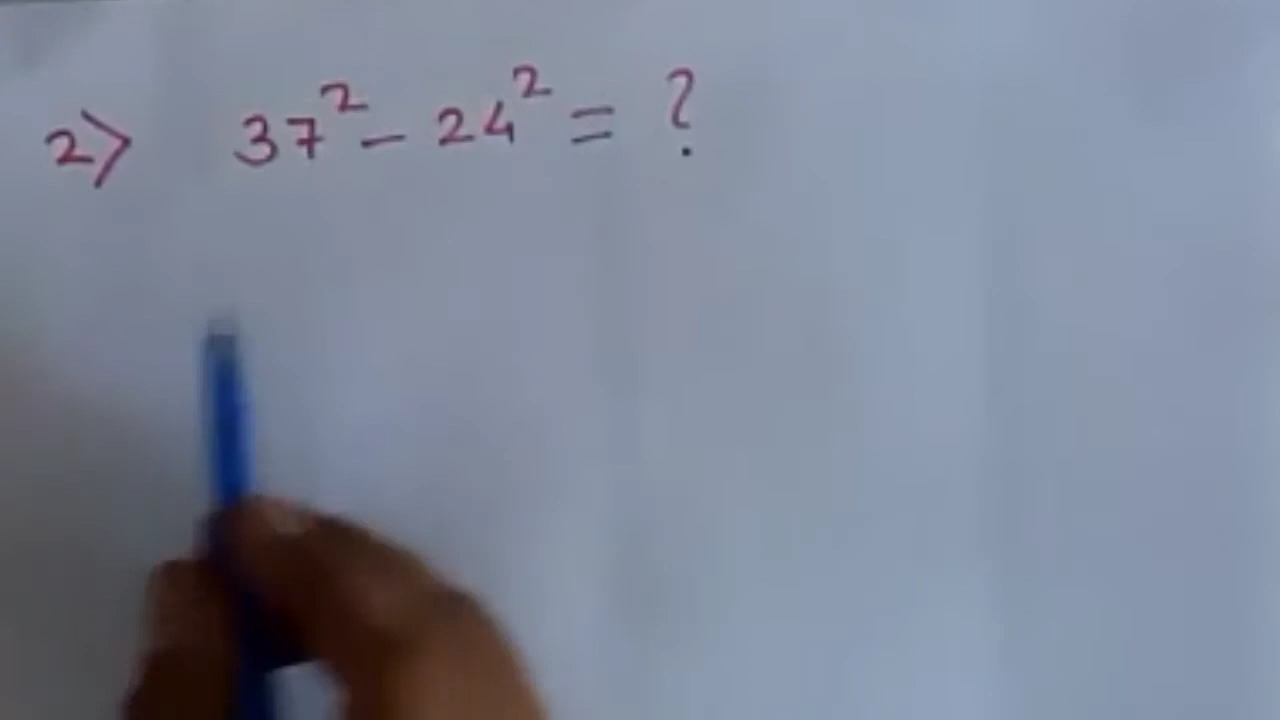 2> 37² - 24² = ?